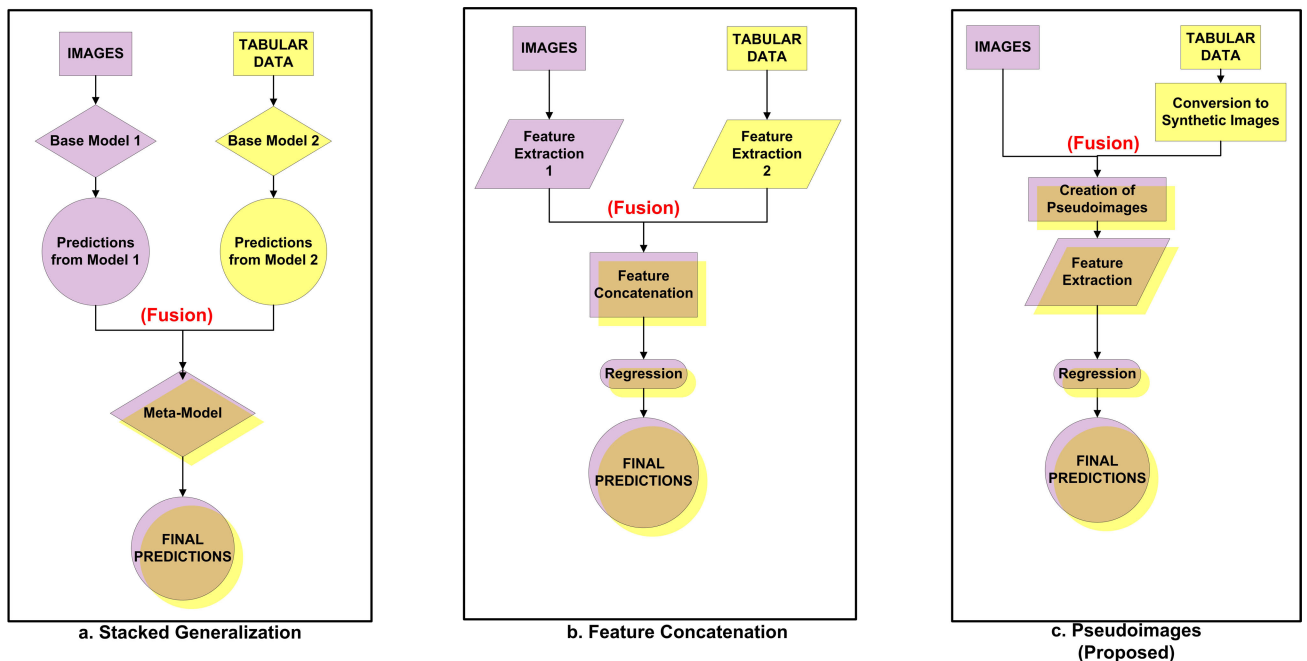 IMAGES
TABULAR
DATA
Base Model 1
Base Model 2
Predictions
from Model 1
Predictions
from Model 2
(Fusion)
Meta-Model
FINAL
PREDICTIONS
a. Stacked Generalization
IMAGES
TABULAR
DATA
Feature
Extraction
1
Feature
Extraction
2
(Fusion)
Feature
Concatenation
Regression
FINAL
PREDICTIONS
b. Feature Concatenation
IMAGES
TABULAR
DATA
Conversion to
Synthetic Images
(Fusion)
Creation of
Pseudoimages
Feature
Extraction
Regression
FINAL
PREDICTIONS
c. Pseudoimages
(Proposed)